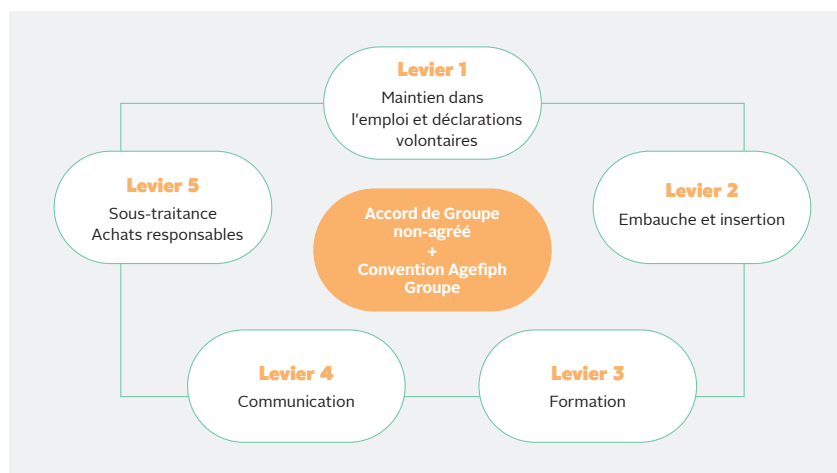 Levier 1
Maintien dans
l'emploi et déclarations
volontaires
Levier 2
Embauche et insertion
Levier 3
Formation
Levier 4
Communication
Levier 5
Sous-traitance
Achats responsables
Accord de Groupe
non-agréé
+
Convention Agefiph
Groupe